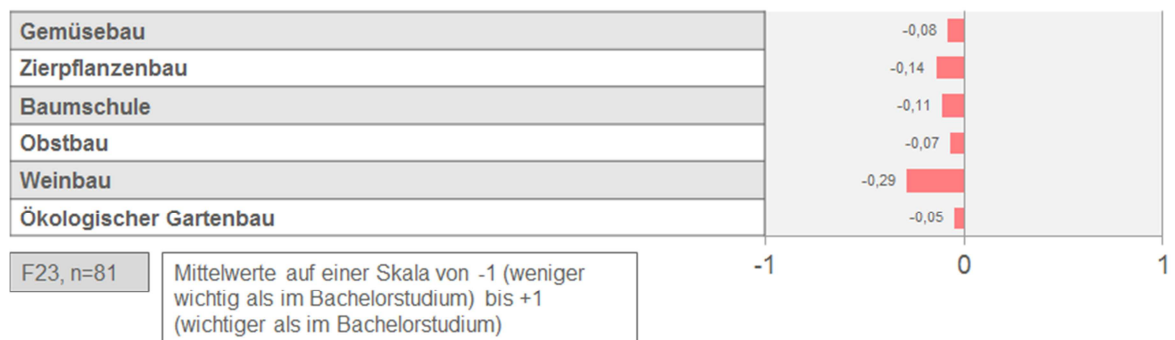 Gemüsebau
-0,08
Zierpflanzenbau
-0,14
Baumschule
-0,11
Obstbau
-0,07
Weinbau
-0,29
Ökologischer Gartenbau
-0,05
-1 0 1
F23, n=81
Mittelwerte auf einer Skala von -1 (weniger
wichtig als im Bachelorstudium) bis +1
(wichtiger als im Bachelorstudium)